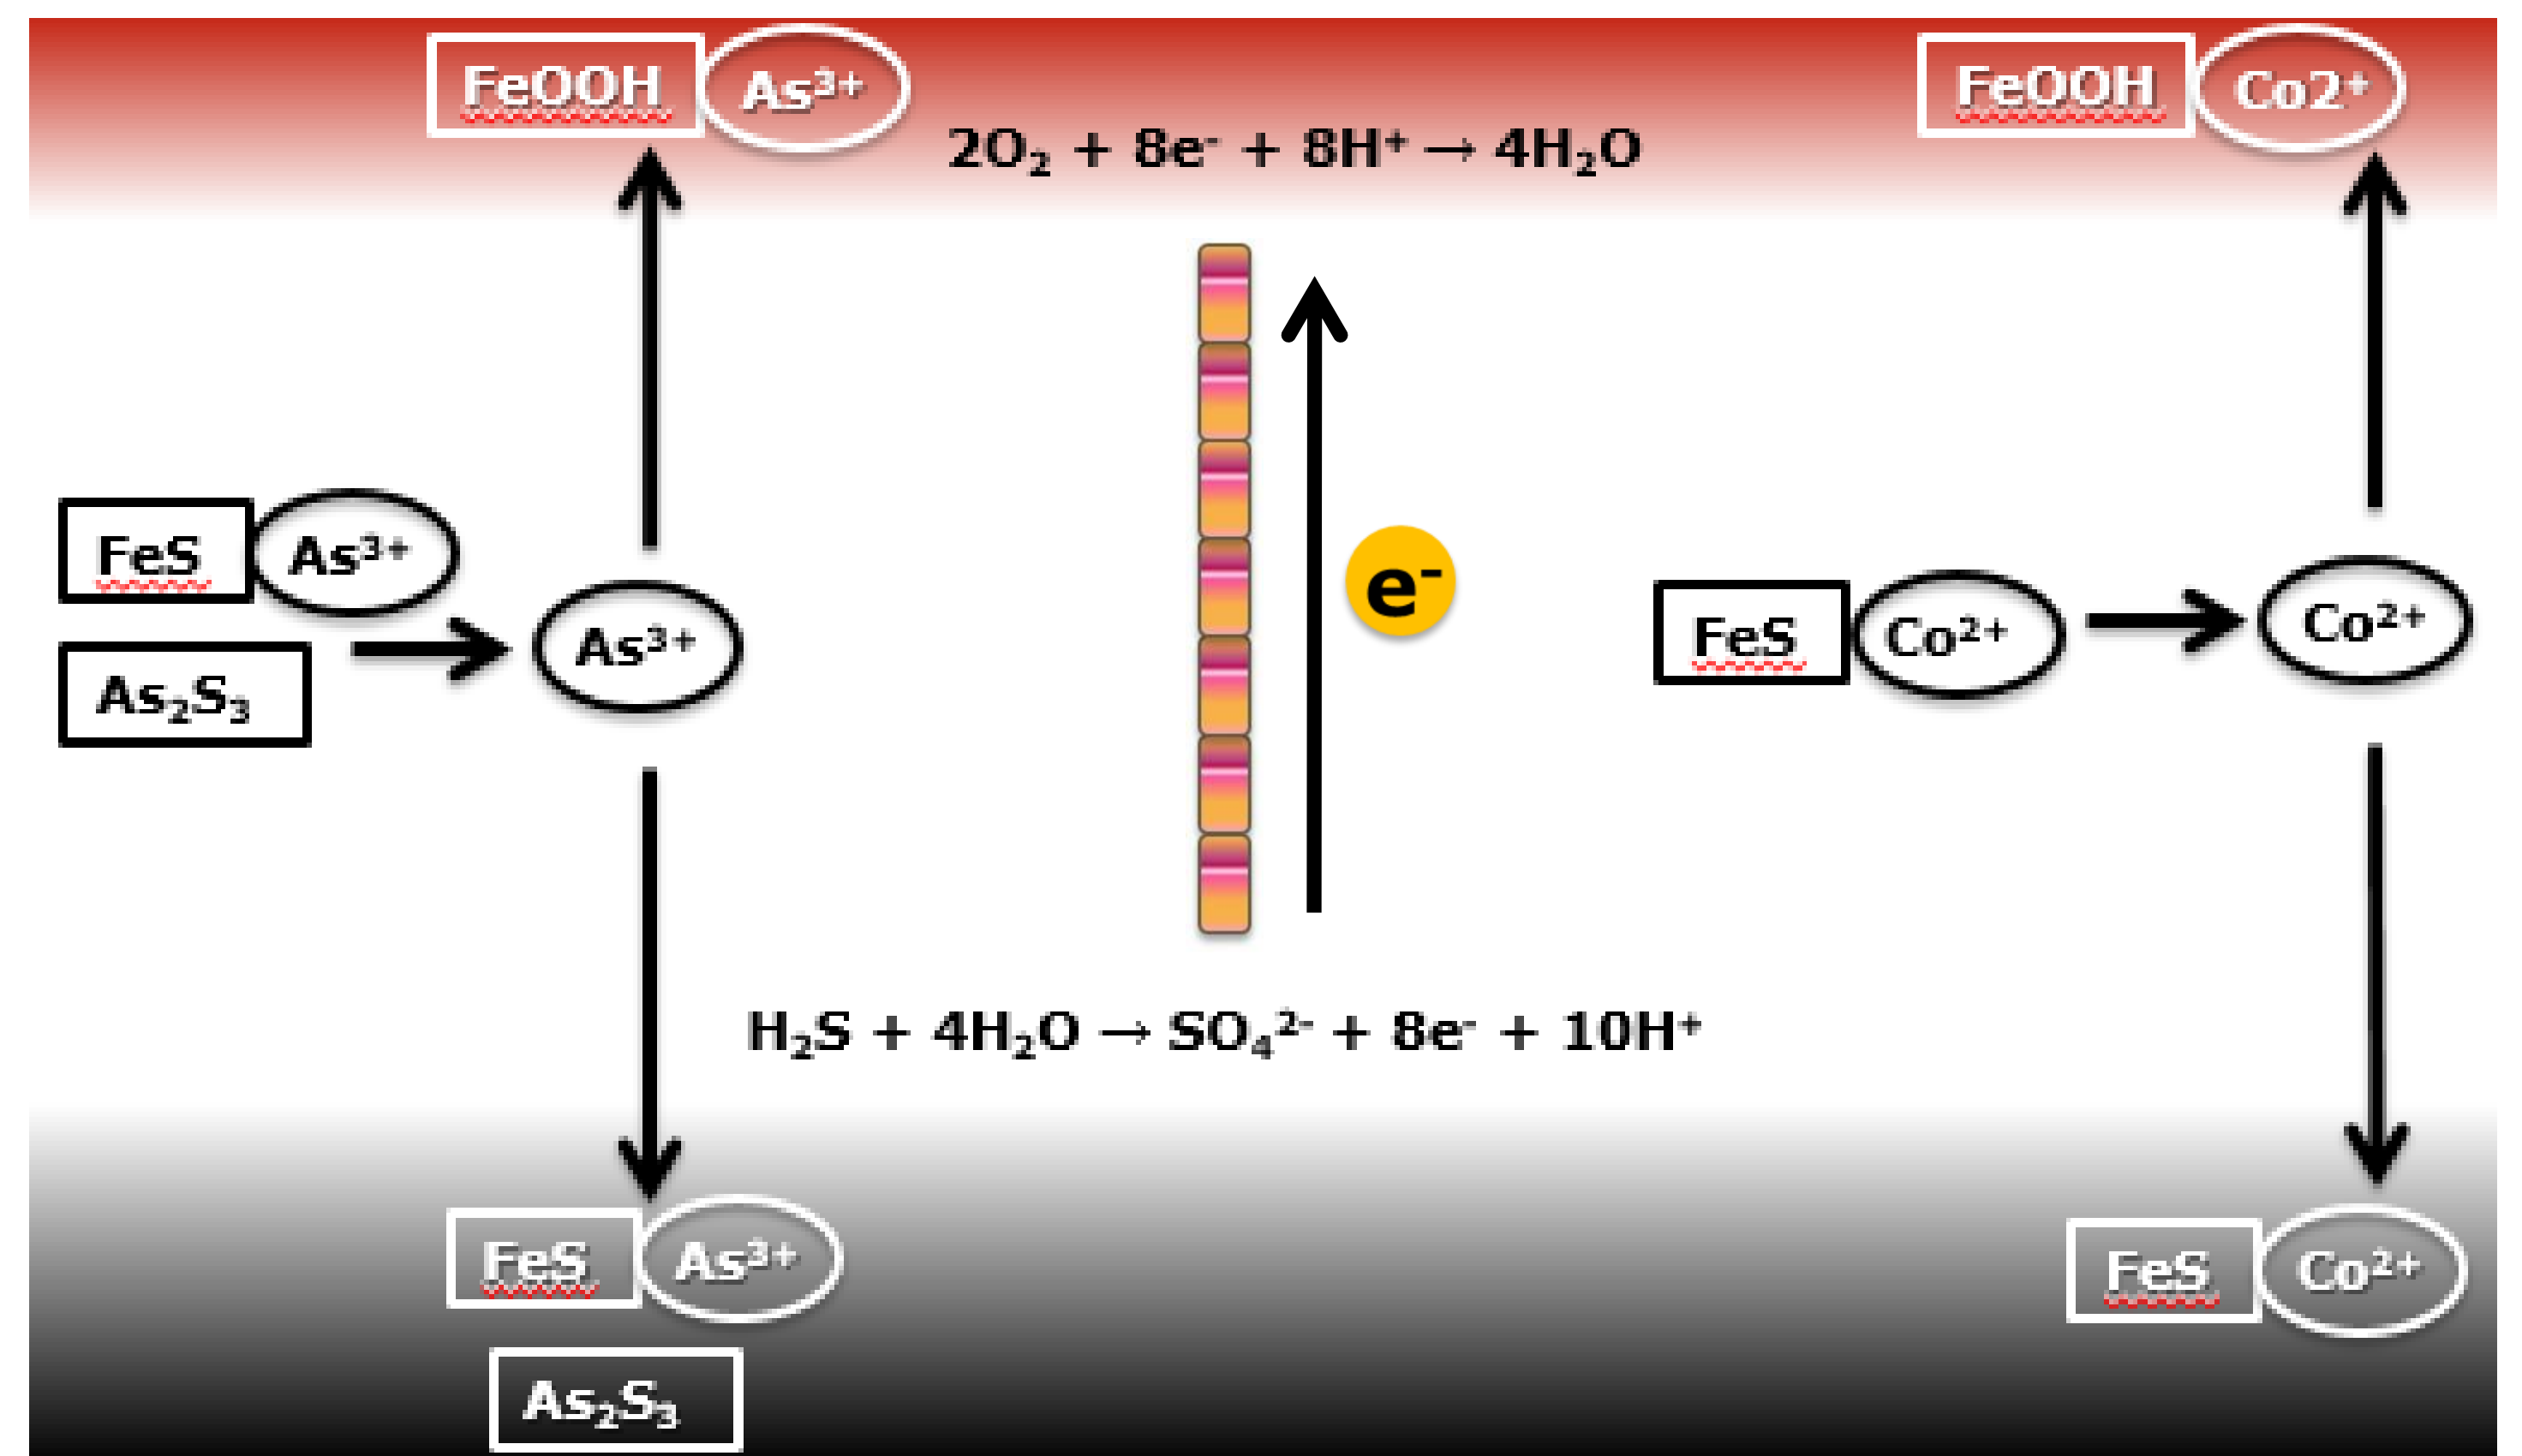 FeOOH As³⁺
FeOOH Co2⁺
2O₂ + 8e⁻ + 8H⁺ → 4H₂O
FeS As³⁺
As₂S₃
As³⁺
e⁻
FeS Co²⁺
Co²⁺
H₂S + 4H₂O → SO₄²⁻ + 8e⁻ + 10H⁺
FeS As³⁺
As₂S₃
FeS Co²⁺